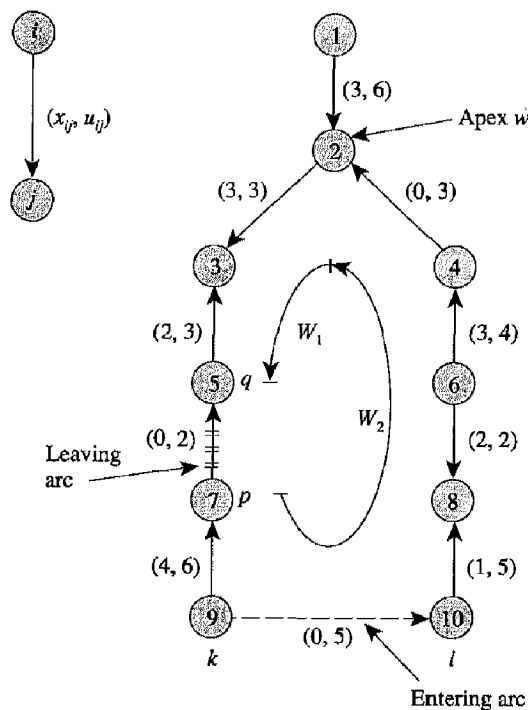 i
(x_ij, u_ij)
j
1
(3, 6)
Apex w
2
(3, 3)
(0, 3)
3
4
W_1
(2, 3)
(3, 4)
5
q
6
W_2
(0, 2)
(2, 2)
Leaving
arc
7
p
8
(4, 6)
(1, 5)
9
10
(0, 5)
k
l
Entering arc